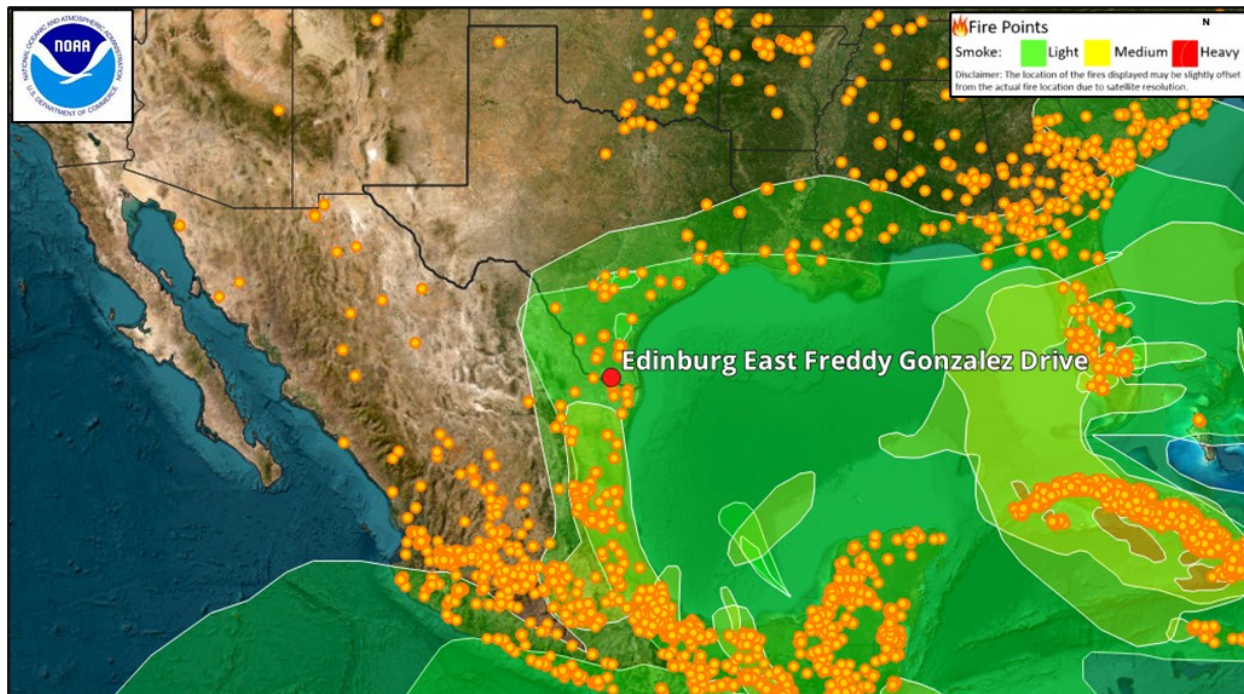 NATIONAL OCEANIC AND ATMOSPHERIC ADMINISTRATION
NOAA
U.S. DEPARTMENT OF COMMERCE
Fire Points
N
Smoke: Light Medium Heavy
Disclaimer: The location of the fires displayed may be slightly offset
from the actual fire location due to satellite resolution.
Edinburg East Freddy Gonzalez Drive